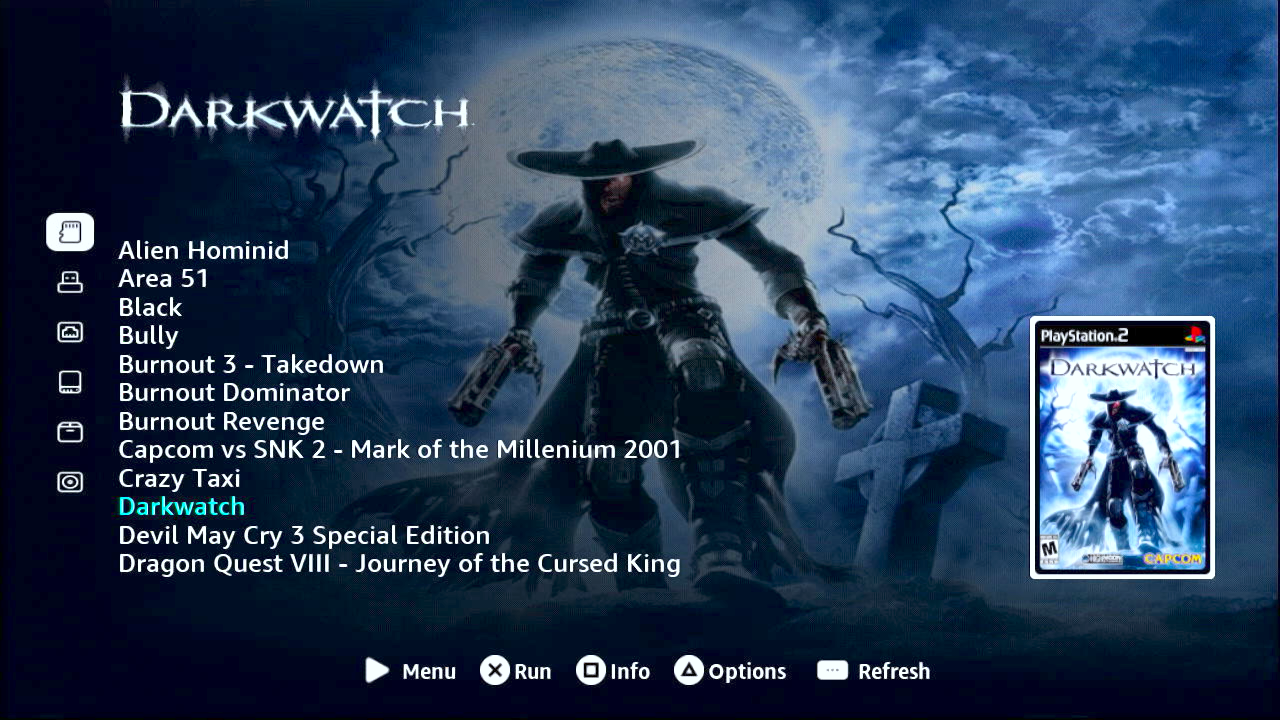 DARKWATCH
Alien Hominid
Area 51
Black
Bully
Burnout 3 - Takedown
Burnout Dominator
Burnout Revenge
Capcom vs SNK 2 - Mark of the Millenium 2001
Crazy Taxi
Darkwatch
Devil May Cry 3 Special Edition
Dragon Quest VIII - Journey of the Cursed King
PlayStation.2
DARKWATCH
M
CAPCOM
Menu Run Info Options Refresh